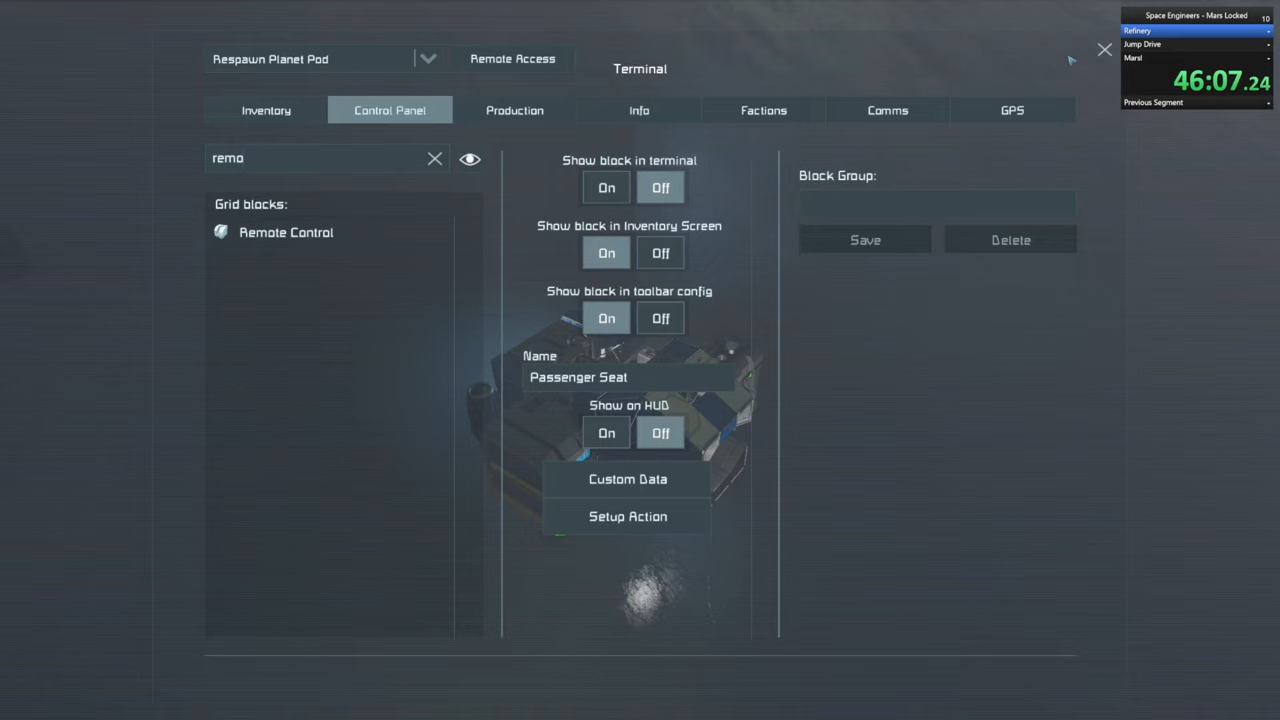 Space Engineers - Mars Locked
10
Refinery -
Jump Drive -
Mars! -
46:07.24
Previous Segment -
Respawn Planet Pod
Remote Access
Terminal
Inventory
Control Panel
Production
Info
Factions
Comms
GPS
remo
Grid blocks:
Remote Control
Show block in terminal
On Off
Show block in Inventory Screen
On Off
Show block in toolbar config
On Off
Name
Passenger Seat
Show on HUD
On Off
Custom Data
Setup Action
Block Group:
Save
Delete